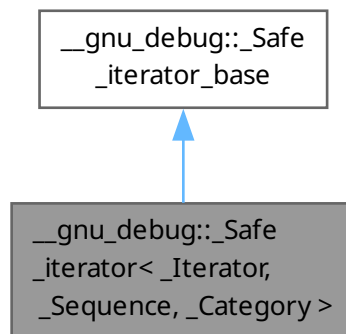 __gnu_debug::_Safe
_iterator_base
__gnu_debug::_Safe
_iterator< _Iterator,
_Sequence, _Category >